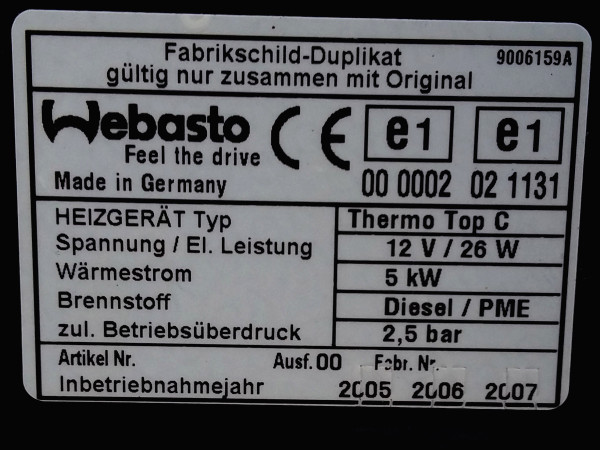 Fabrikschild-Duplikat 9006159A
gültig nur zusammen mit Original
Webasto CE e1 e1
Feel the drive
Made in Germany 00 0002 02 1131
HEIZGERÄT Typ Thermo Top C
Spannung / El. Leistung 12 V / 26 W
Wärmestrom 5 kW
Brennstoff Diesel / PME
zul. Betriebsüberdruck 2,5 bar
Artikel Nr. Ausf. 00 Febr. Nr.
Inbetriebnahmejahr 2005 2006 2007